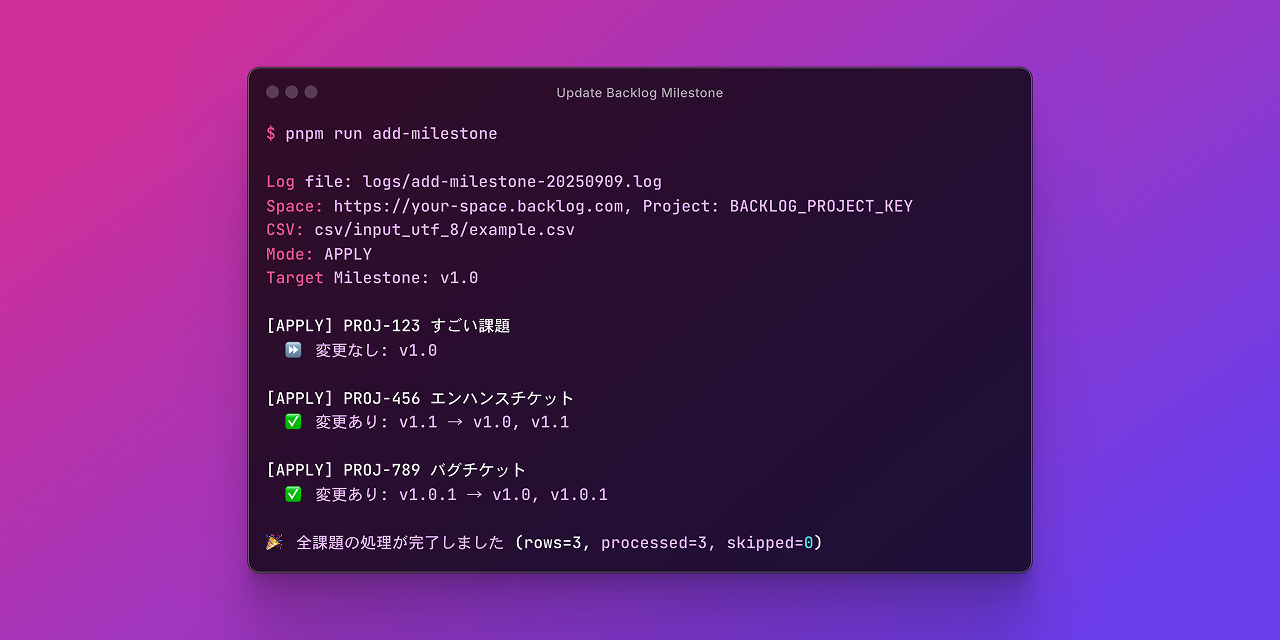 Update Backlog Milestone
$ pnpm run add-milestone
Log file: logs/add-milestone-20250909.log
Space: https://your-space.backlog.com, Project: BACKLOG_PROJECT_KEY
CSV: csv/input_utf_8/example.csv
Mode: APPLY
Target Milestone: v1.0
[APPLY] PROJ-123 すごい課題
⏩ 変更なし: v1.0
[APPLY] PROJ-456 エンハンスチケット
✅ 変更あり: v1.1 → v1.0, v1.1
[APPLY] PROJ-789 バグチケット
✅ 変更あり: v1.0.1 → v1.0, v1.0.1
🎉 全課題の処理が完了しました (rows=3, processed=3, skipped=0)